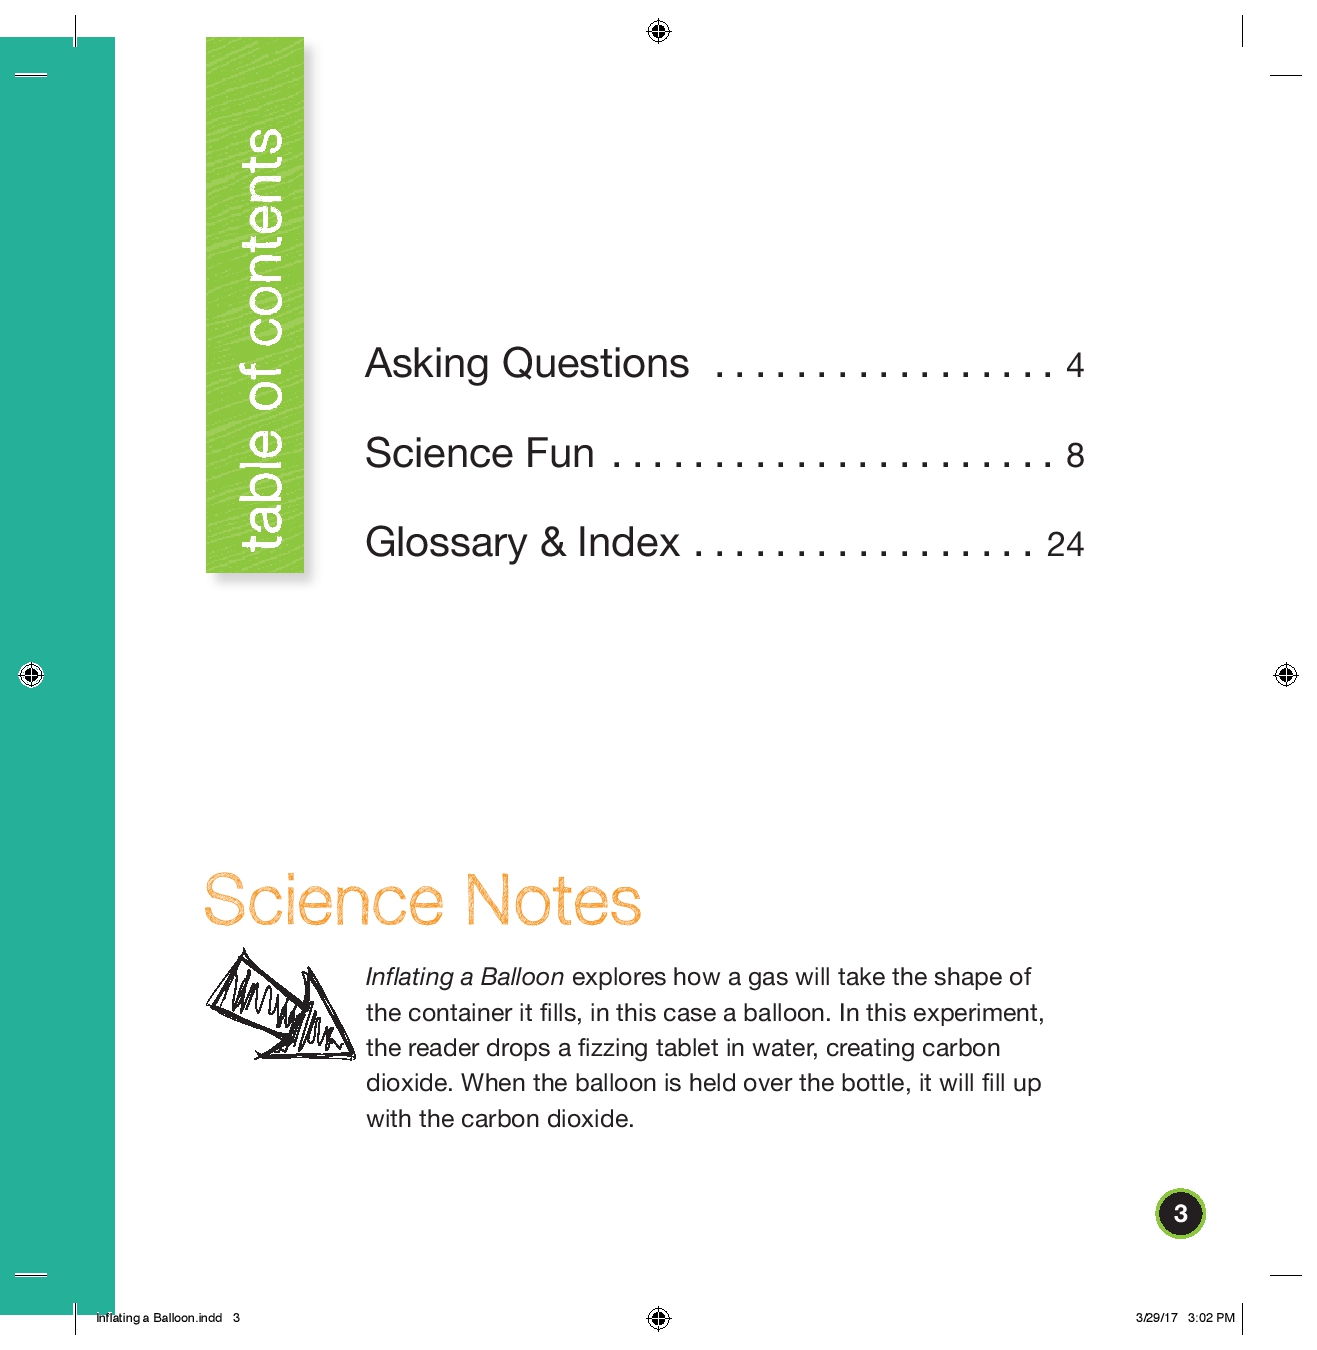 table of contents
Asking Questions . . . . . . . . . . . . . . . . . 4
Science Fun . . . . . . . . . . . . . . . . . . . . . . 8
Glossary & Index . . . . . . . . . . . . . . . . . 24
Science Notes
Inflating a Balloon explores how a gas will take the shape of
the container it fills, in this case a balloon. In this experiment,
the reader drops a fizzing tablet in water, creating carbon
dioxide. When the balloon is held over the bottle, it will fill up
with the carbon dioxide.
3
Inflating a Balloon.indd 3
3/29/17 3:02 PM